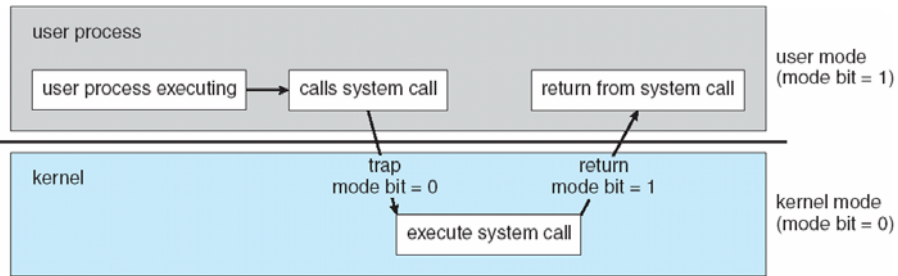 user process
user process executing
calls system call
return from system call
user mode
(mode bit = 1)
trap
mode bit = 0
return
mode bit = 1
kernel
execute system call
kernel mode
(mode bit = 0)